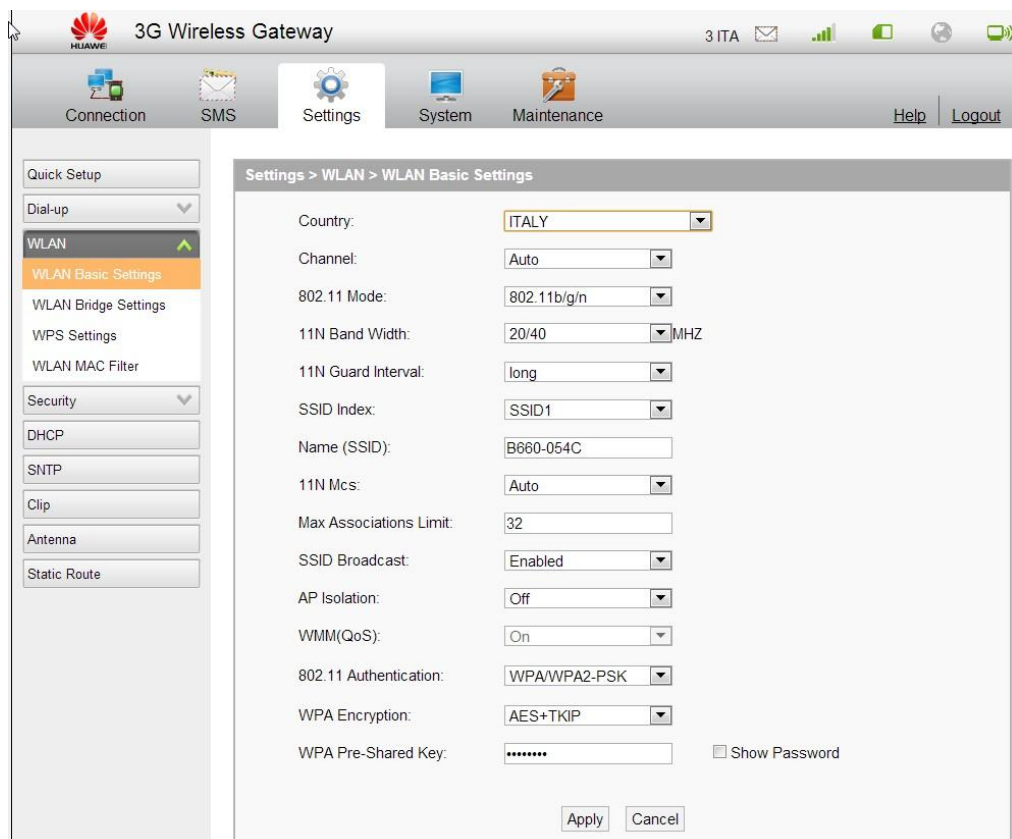 HUAWEI 3G Wireless Gateway 3 ITA
Connection SMS Settings System Maintenance Help Logout
Quick Setup
Dial-up
WLAN
WLAN Basic Settings
WLAN Bridge Settings
WPS Settings
WLAN MAC Filter
Security
DHCP
SNTP
Clip
Antenna
Static Route
Settings > WLAN > WLAN Basic Settings
Country: ITALY
Channel: Auto
802.11 Mode: 802.11b/g/n
11N Band Width: 20/40 MHZ
11N Guard Interval: long
SSID Index: SSID1
Name (SSID): B660-054C
11N Mcs: Auto
Max Associations Limit: 32
SSID Broadcast: Enabled
AP Isolation: Off
WMM(QoS): On
802.11 Authentication: WPA/WPA2-PSK
WPA Encryption: AES+TKIP
WPA Pre-Shared Key: •••••••• Show Password
Apply Cancel